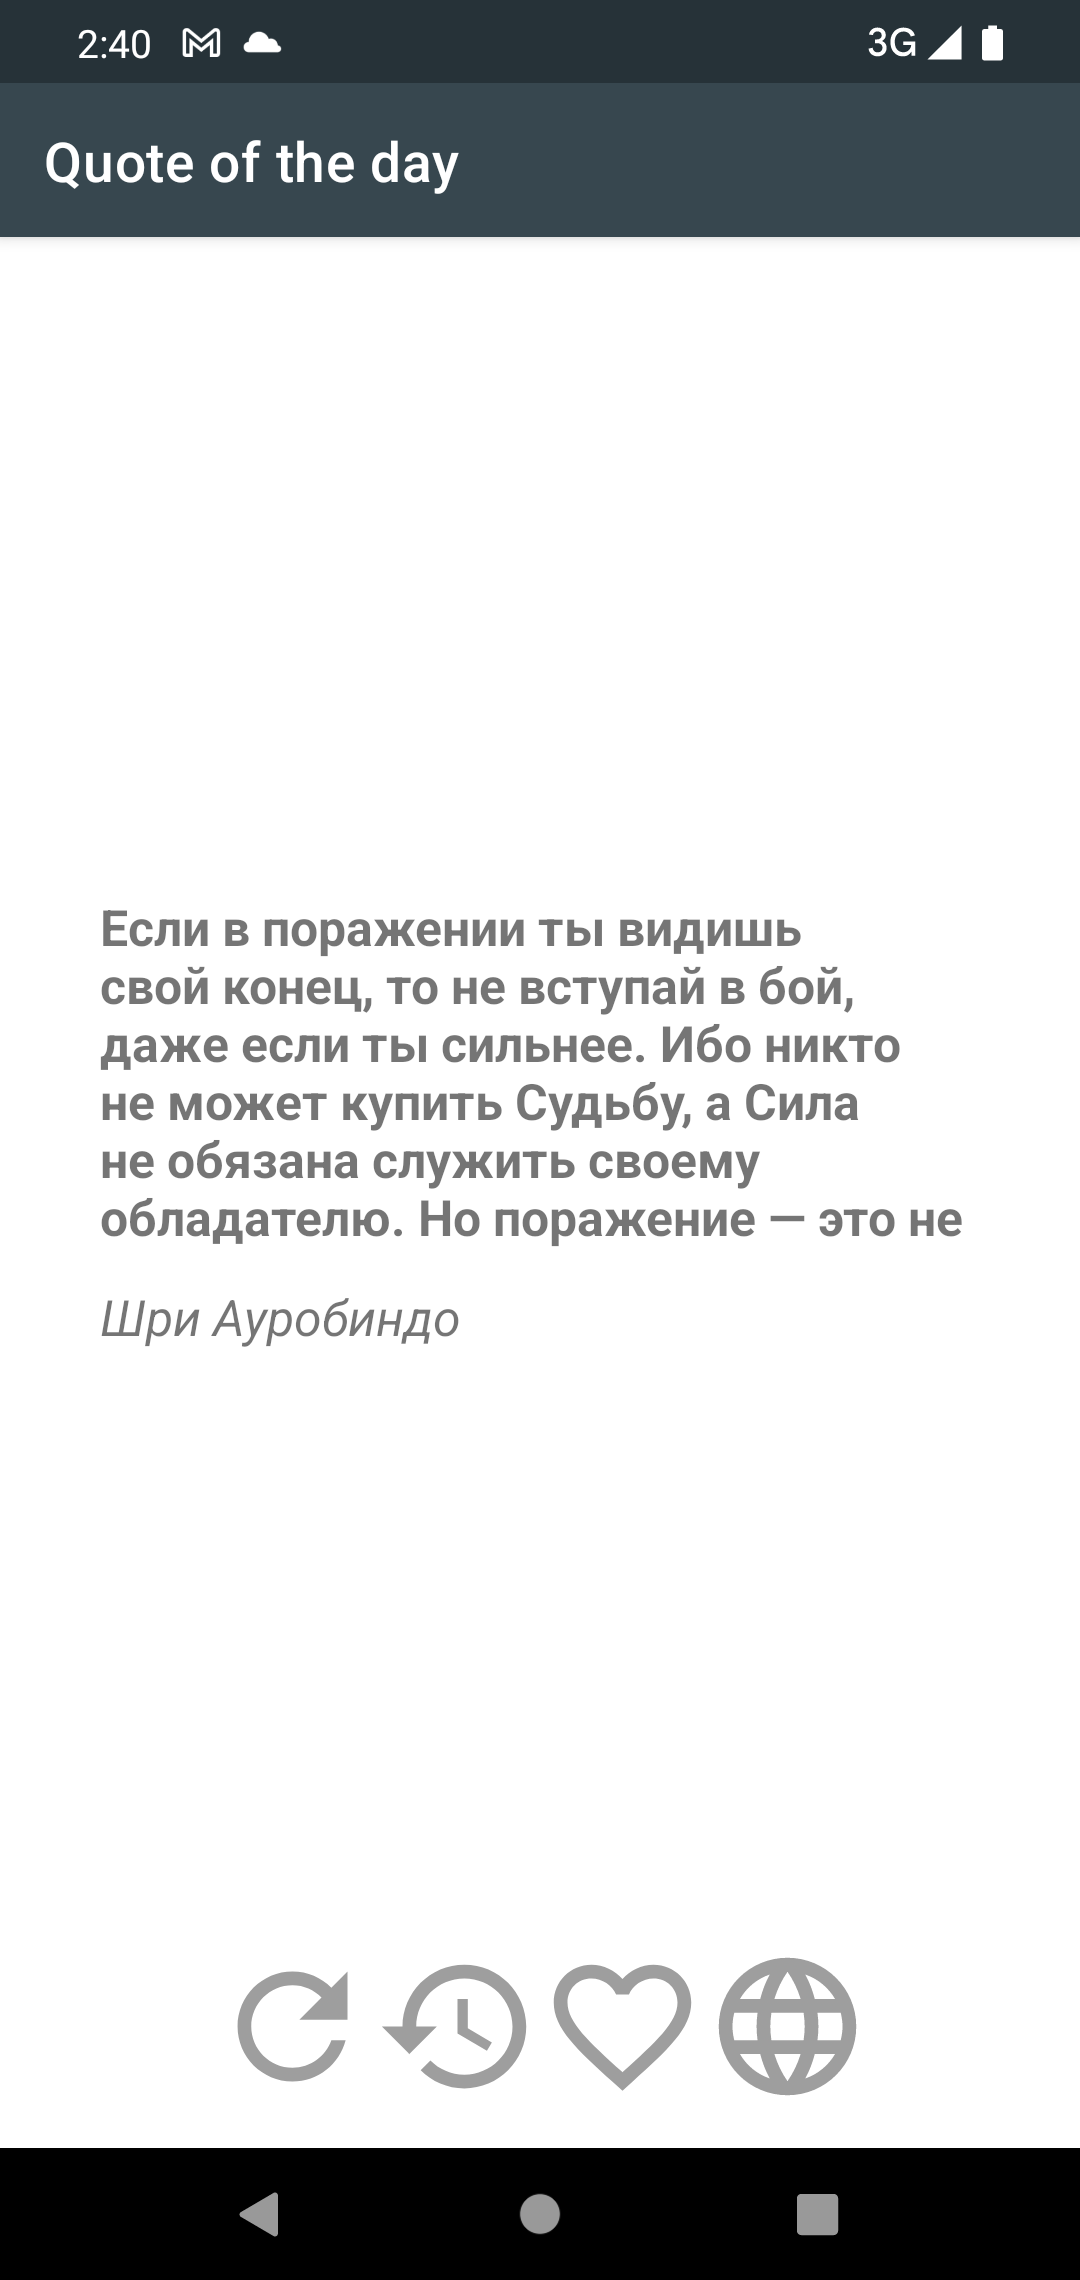 2:40
3G
Quote of the day
Если в поражении ты видишь
свой конец, то не вступай в бой,
даже если ты сильнее. Ибо никто
не может купить Судьбу, а Сила
не обязана служить своему
обладателю. Но поражение — это не
Шри Ауробиндо